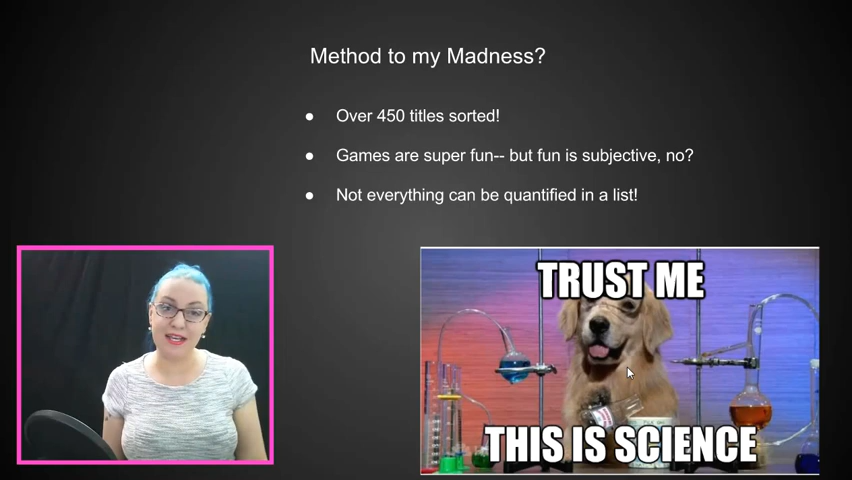 Method to my Madness?
● Over 450 titles sorted!
● Games are super fun-- but fun is subjective, no?
● Not everything can be quantified in a list!
TRUST ME
THIS IS SCIENCE